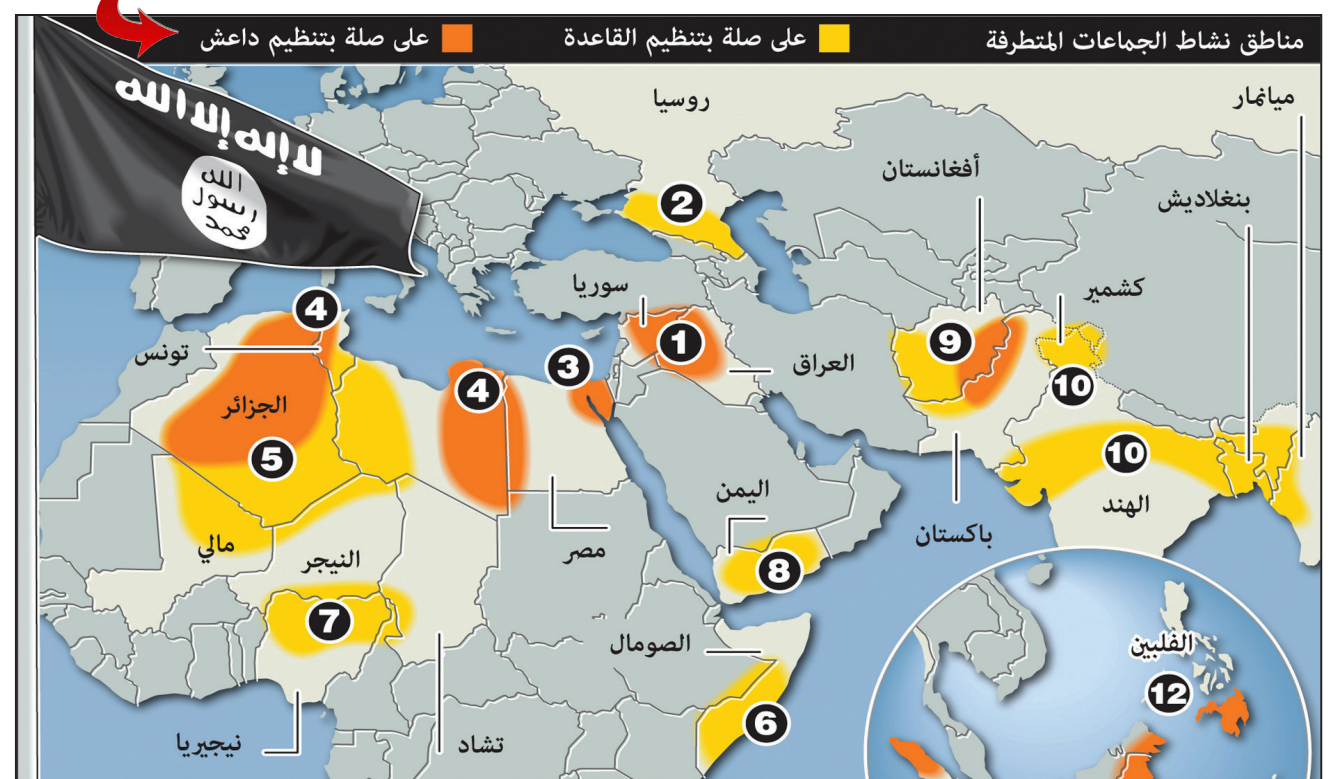 مناطق نشاط الجماعات المتطرفة
على صلة بتنظيم القاعدة
على صلة بتنظيم داعش
لا إله إلا الله
الله
رسول
محمد
روسيا
ميانمار
أفغانستان
بنغلاديش
2
سوريا
كشمير
4
تونس
1
9
العراق
3
4
10
الجزائر
5
10
اليمن
الهند
مالي
مصر
باكستان
النيجر
8
7
الصومال
الفلبين
12
6
نيجيريا
تشاد